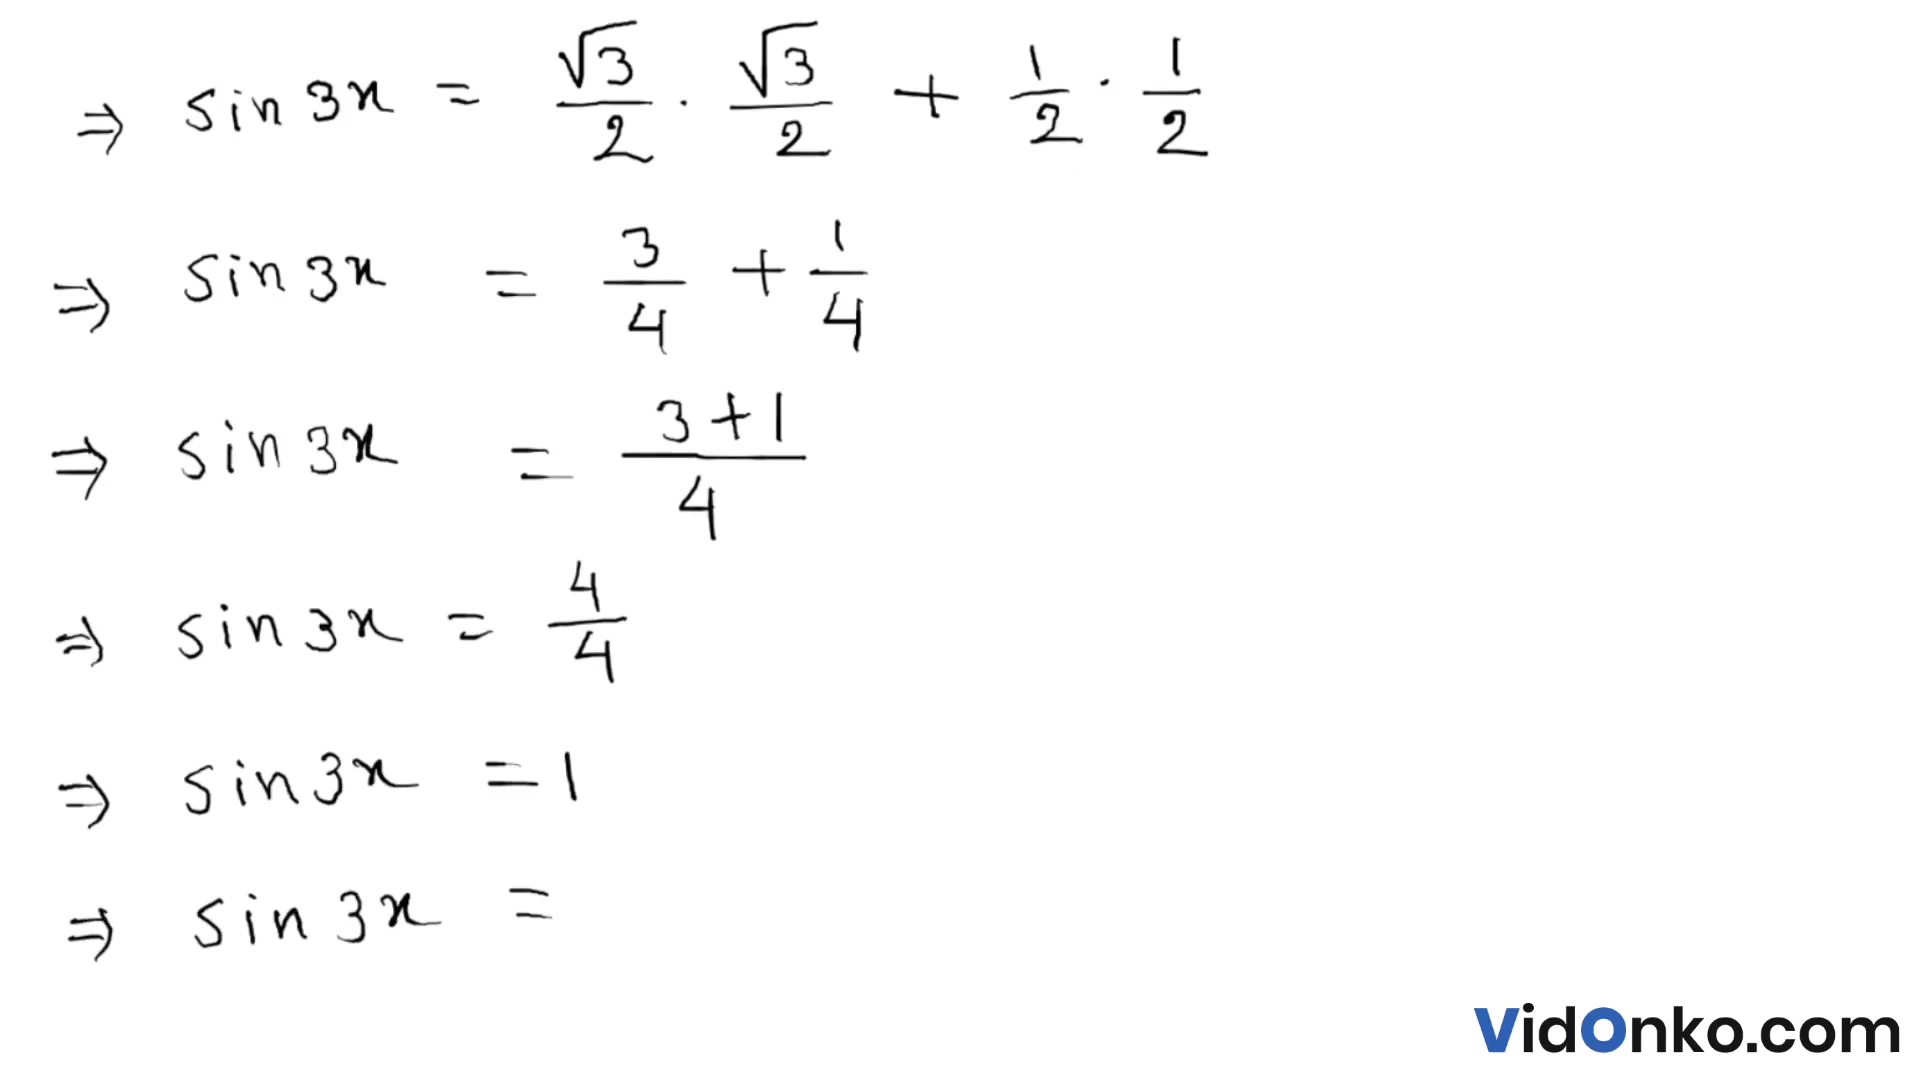 ⇒ sin 3x = √3/2 · √3/2 + 1/2 · 1/2
⇒ sin 3x = 3/4 + 1/4
⇒ sin 3x = 3+1/4
⇒ sin 3x = 4/4
⇒ sin 3x = 1
⇒ sin 3x =
VidOnko.com